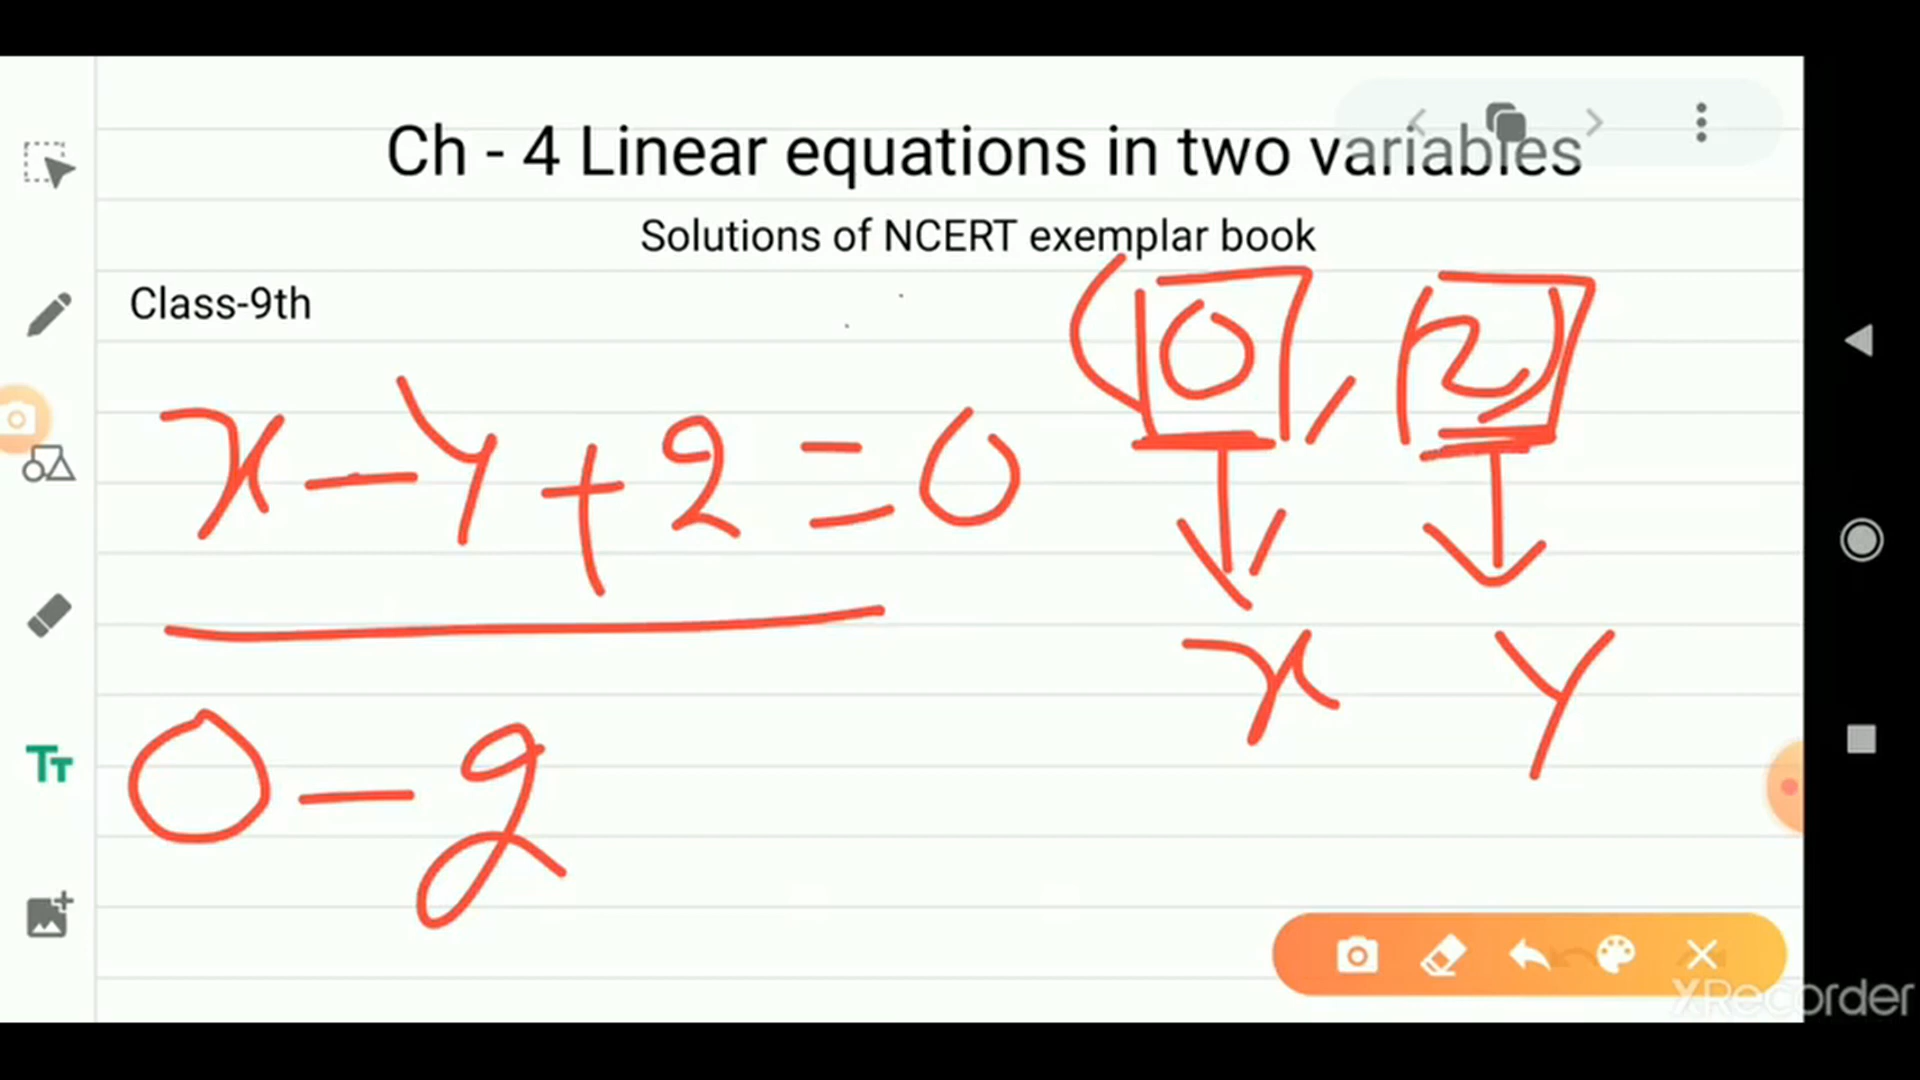 Ch - 4 Linear equations in two variables
Solutions of NCERT exemplar book
Class-9th
(0, 2)
x - y + 2 = 0
x y
0 - 2
Tт
XRecorder